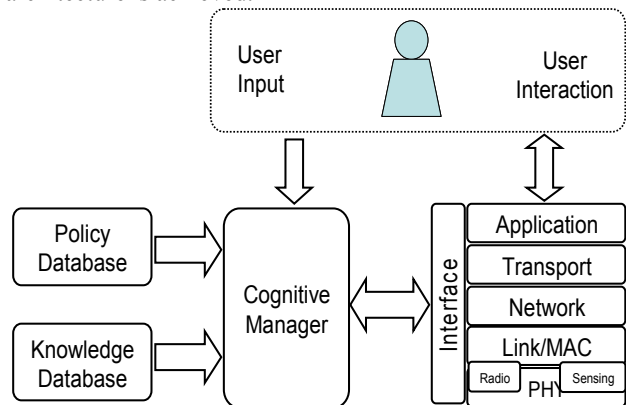 User
Input
User
Interaction
Policy
Database
Knowledge
Database
Cognitive
Manager
Interface
Application
Transport
Network
Link/MAC
Radio
Sensing
PHY